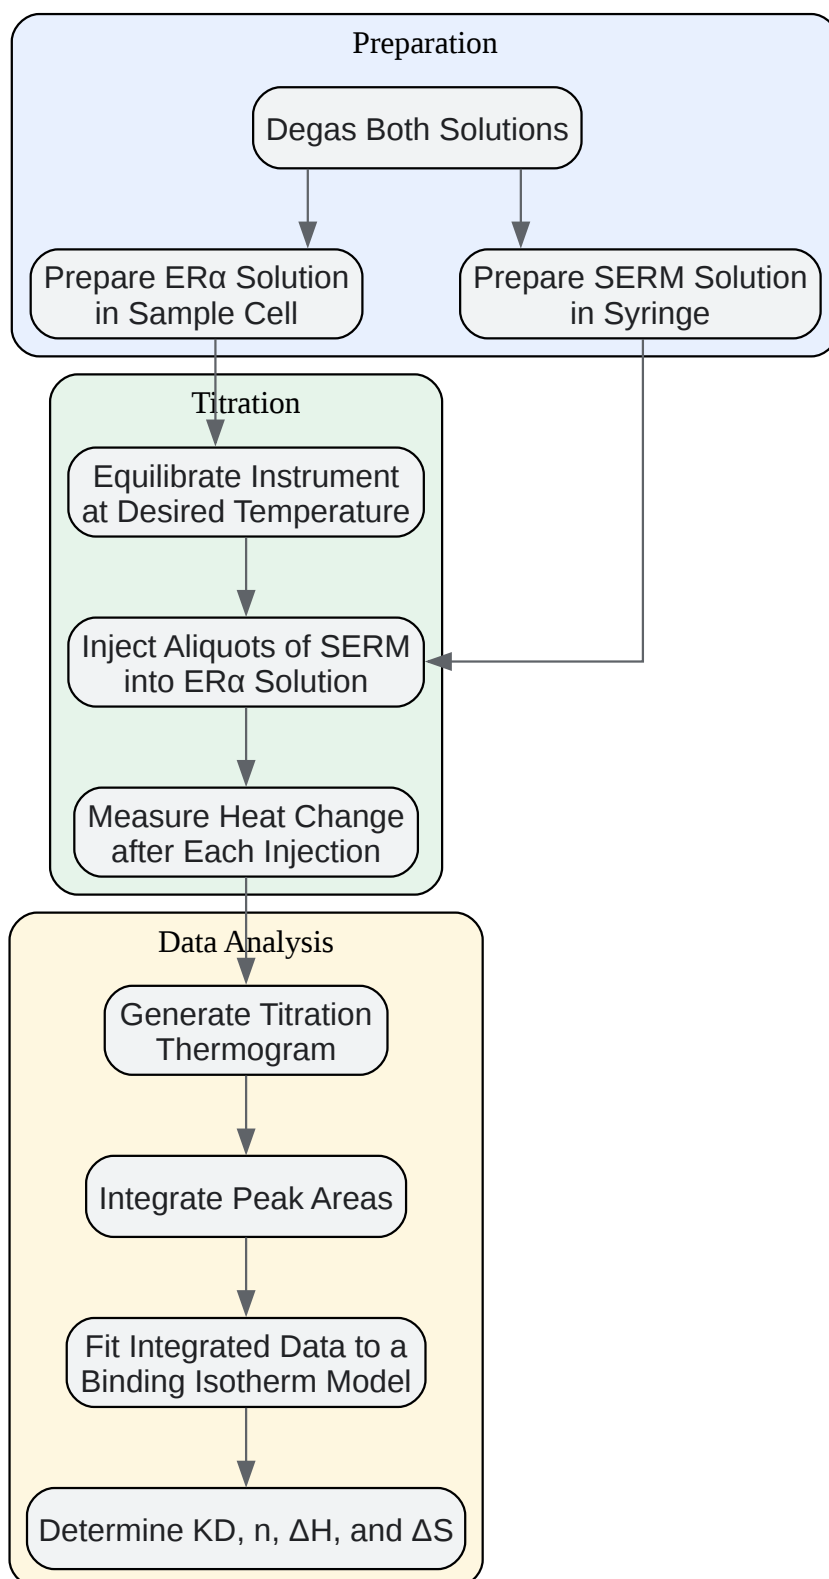 Preparation
Degas Both Solutions
Prepare ERα Solution
in Sample Cell
Prepare SERM Solution
in Syringe
Titration
Equilibrate Instrument
at Desired Temperature
Inject Aliquots of SERM
into ERα Solution
Measure Heat Change
after Each Injection
Data Analysis
Generate Titration
Thermogram
Integrate Peak Areas
Fit Integrated Data to a
Binding Isotherm Model
Determine KD, n, ΔH, and ΔS